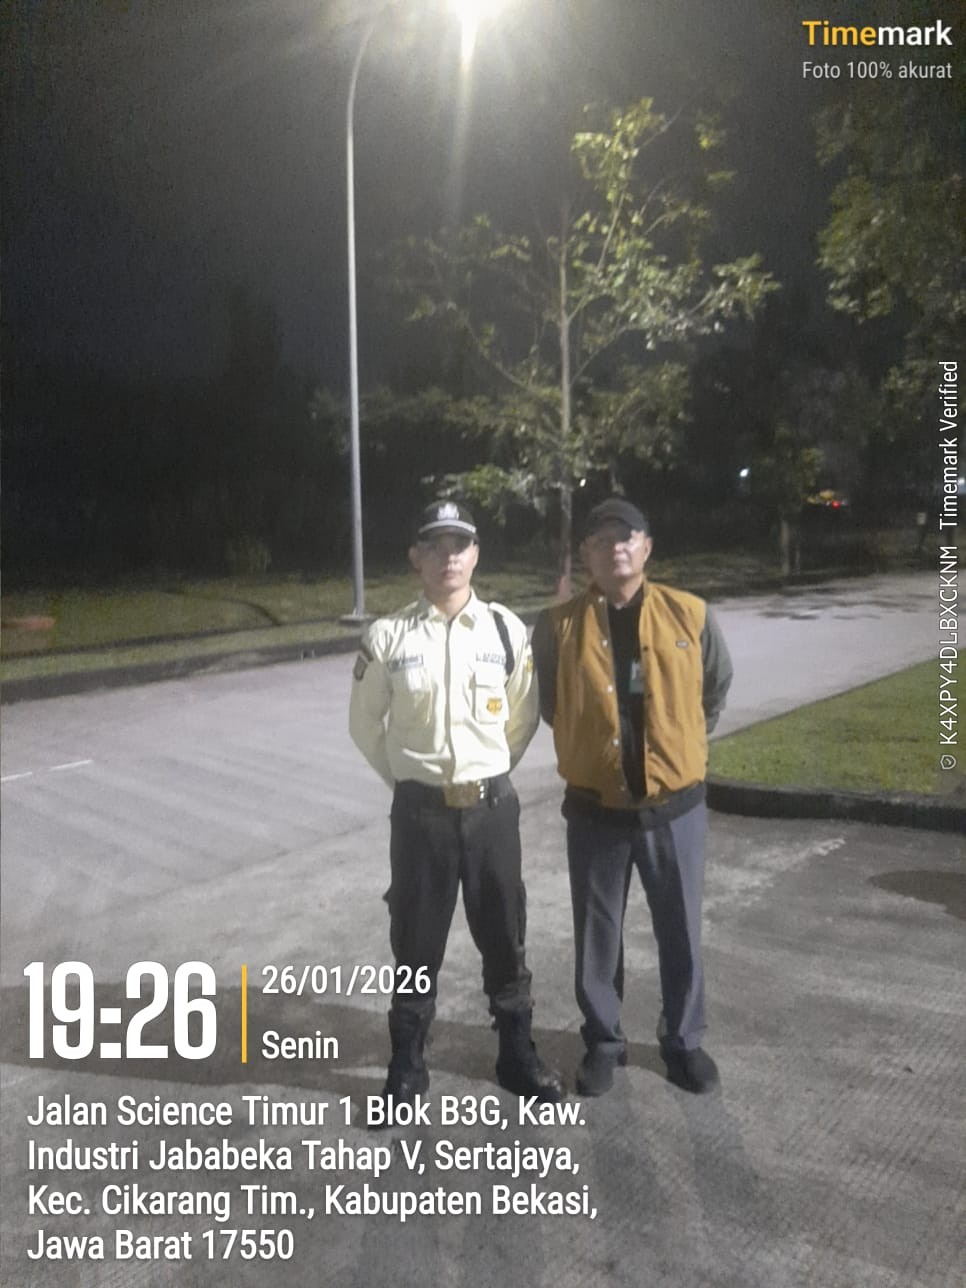 Timemark
Foto 100% akurat
K4XPY4DLBXCKNM Timemark Verified
19:26
26/01/2026
Senin
Jalan Science Timur 1 Blok B3G, Kaw.
Industri Jababeka Tahap V, Sertajaya,
Kec. Cikarang Tim., Kabupaten Bekasi,
Jawa Barat 17550